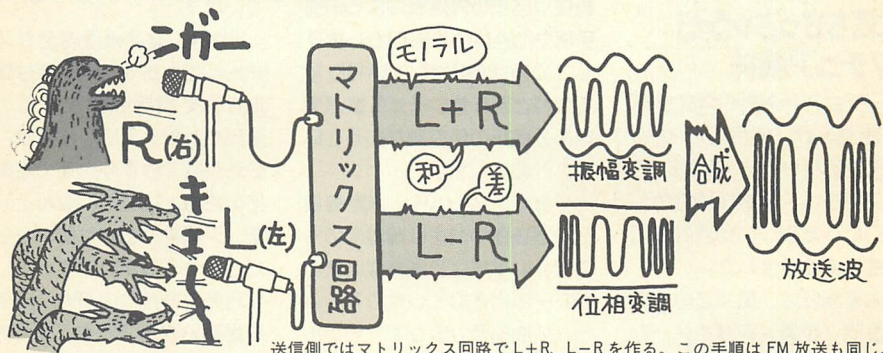 ンガー
R(右)
キエー
L(左)
マトリックス回路
モノラル
L+R
和
差
L-R
振幅変調
位相変調
合成
放送波
送信側ではマトリックス回路でL+R、L-Rを作る。この手順はFM放送も同じ